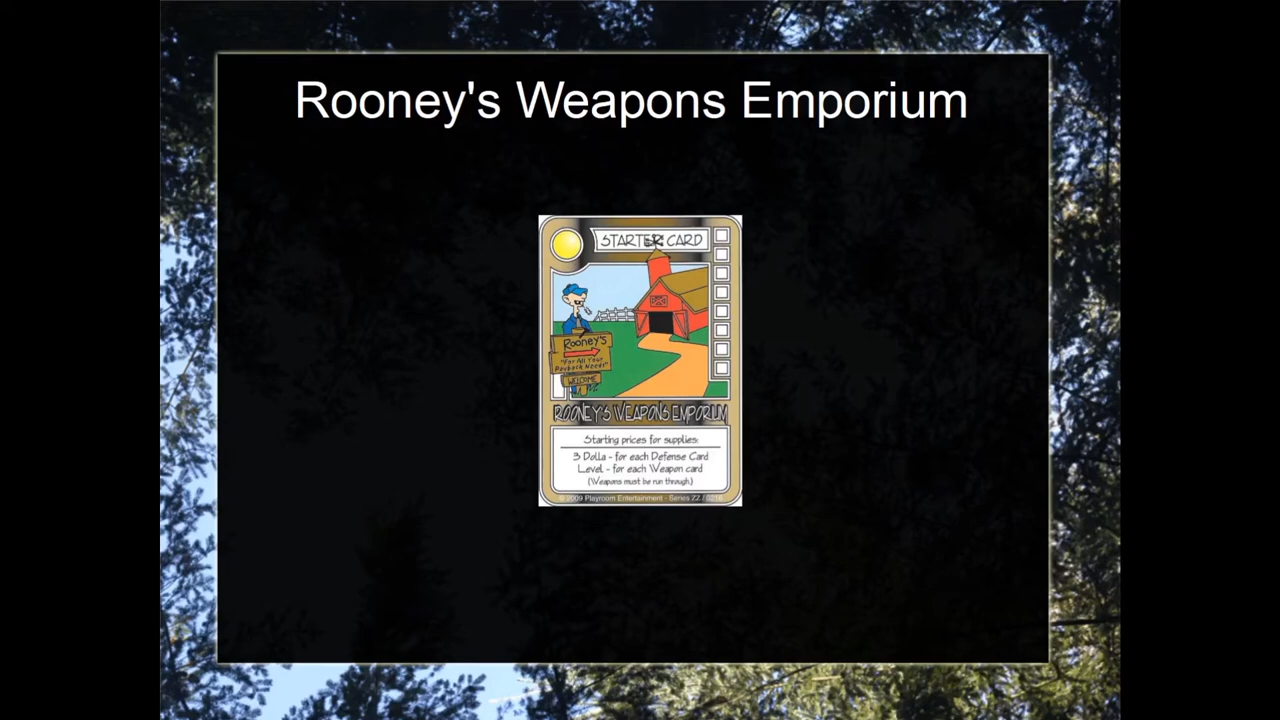 Rooney's Weapons Emporium
STARTER CARD
Rooney's
"For All Your
Payback Needs"
WELCOME
ROONEY'S WEAPONS EMPORIUM
Starting prices for supplies:
3 Dolla - for each Defense Card
Level - for each Weapon card
(Weapons must be run through.)
© 2009 Playroom Entertainment - Series ZZ /